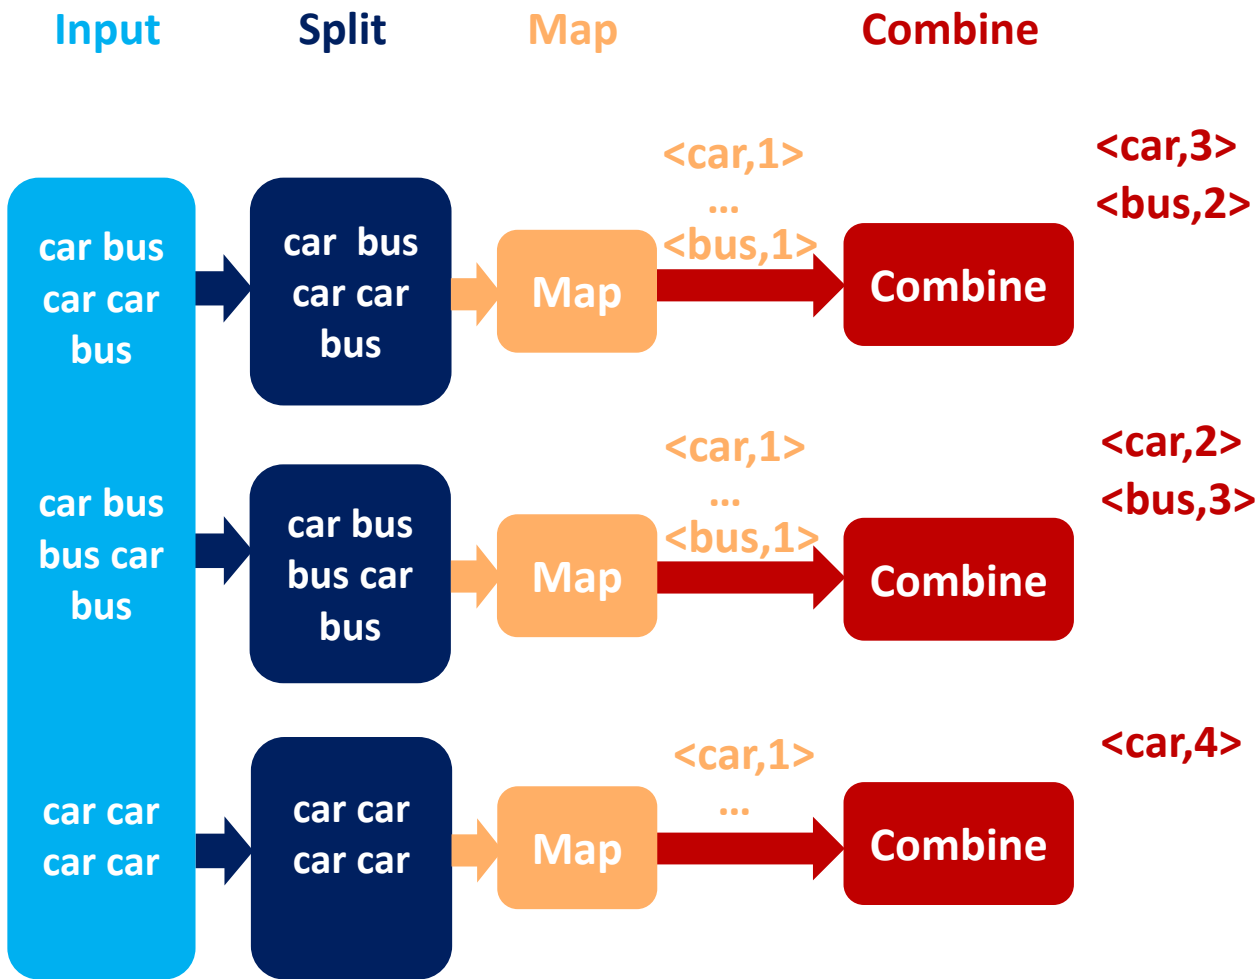 Input Split Map Combine
car bus
car car
bus
car bus
car car
bus
Map
<car,1>
...
<bus,1>
Combine
<car,3>
<bus,2>
car bus
bus car
bus
car bus
bus car
bus
Map
<car,1>
...
<bus,1>
Combine
<car,2>
<bus,3>
car car
car car
car car
car car
Map
<car,1>
...
Combine
<car,4>